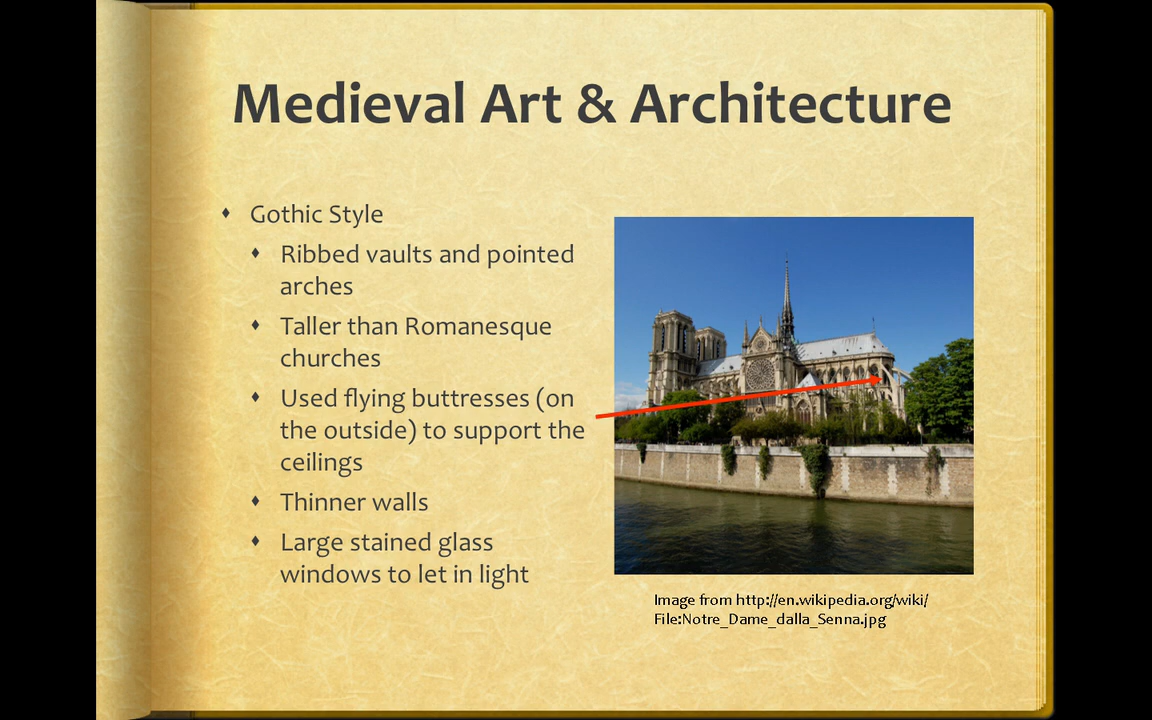 Medieval Art & Architecture
Gothic Style
Ribbed vaults and pointed
arches
Taller than Romanesque
churches
Used flying buttresses (on
the outside) to support the
ceilings
Thinner walls
Large stained glass
windows to let in light
Image from http://en.wikipedia.org/wiki/
File:Notre_Dame_dalla_Senna.jpg